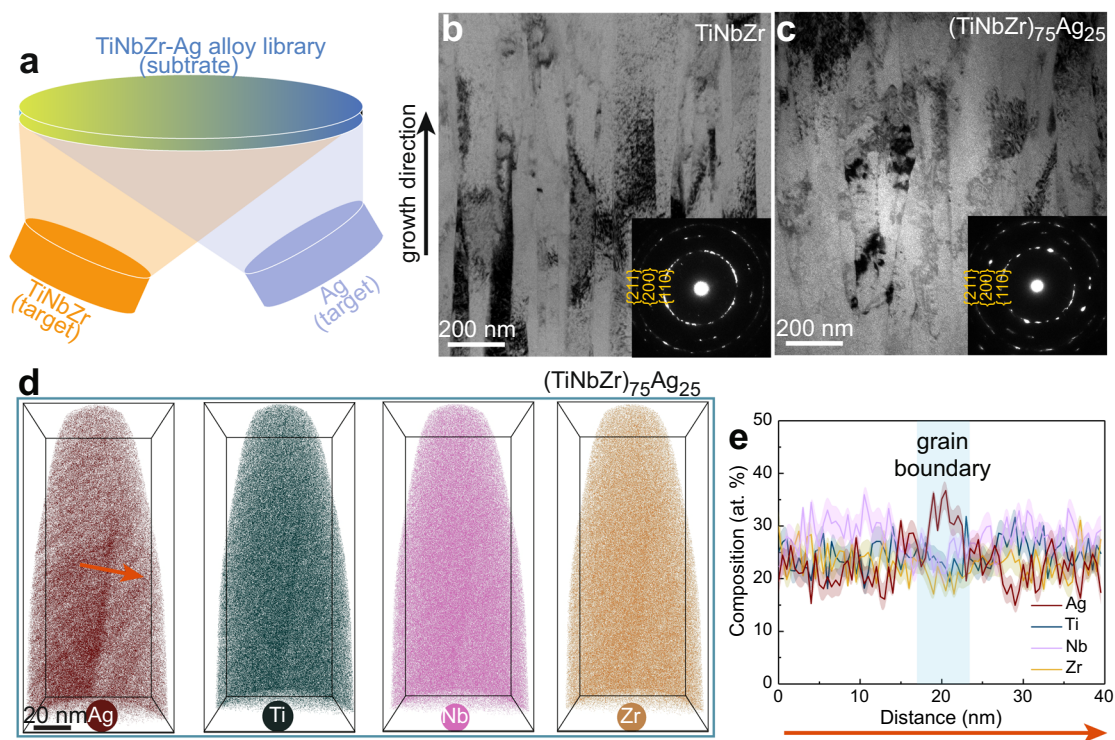 a
TiNbZr-Ag alloy library
(subtrate)
TiNbZr
(target)
Ag
(target)
growth direction
b
TiNbZr
{211}
{200}
{110}
200 nm
c
(TiNbZr)75Ag25
{211}
{200}
{110}
200 nm
d
(TiNbZr)75Ag25
20 nm
Ag
Ti
Nb
Zr
e
grain
boundary
Composition (at. %)
50
40
30
20
10
0
Ag
Ti
Nb
Zr
0
10
20
30
40
Distance (nm)